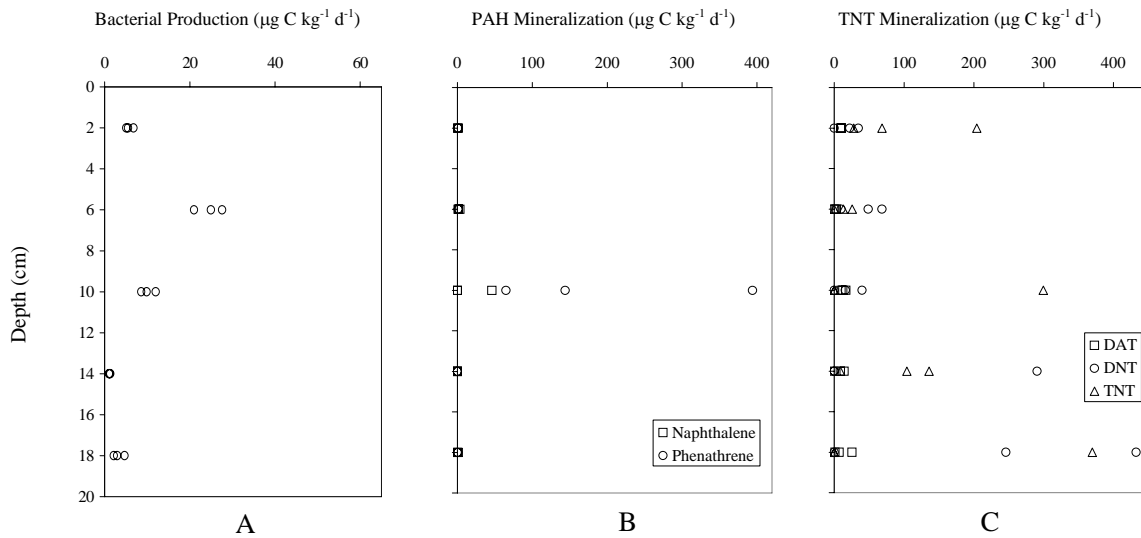 Bacterial Production (µg C kg-1 d-1)
PAH Mineralization (µg C kg-1 d-1)
TNT Mineralization (µg C kg-1 d-1)
0 20 40 60
0 100 200 300 400
0 100 200 300 400
0
2
4
6
8
10
12
14
16
18
20
Depth (cm)
Naphthalene
Phenathrene
DAT
DNT
TNT
A
B
C